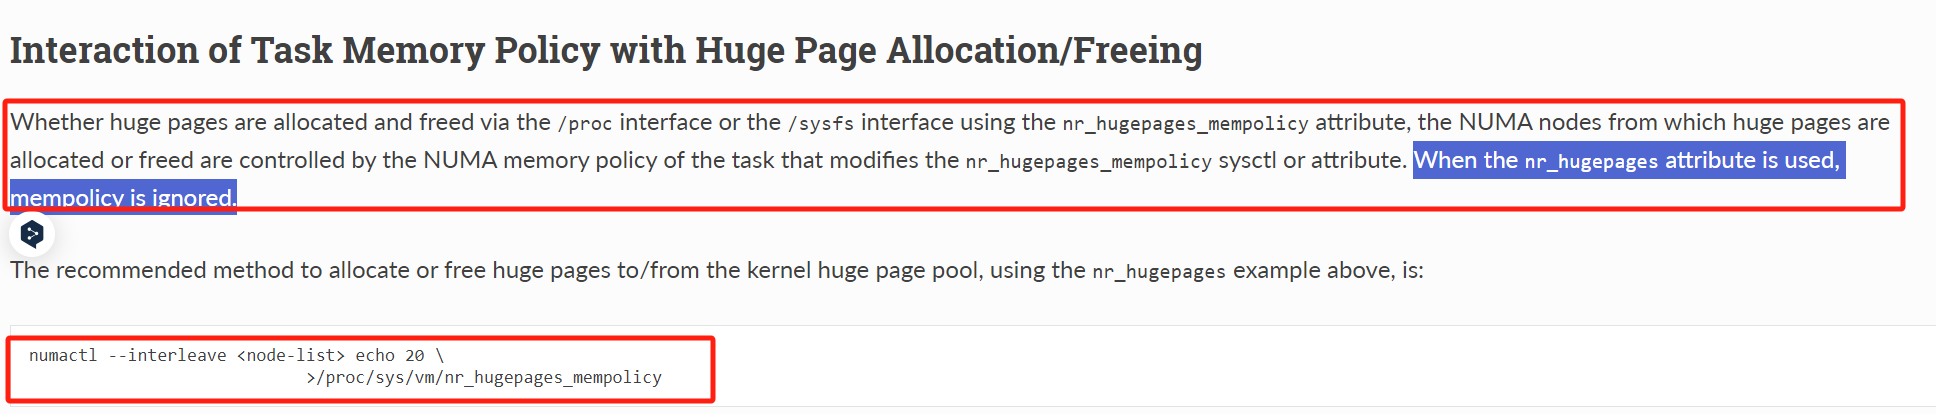 Interaction of Task Memory Policy with Huge Page Allocation/Freeing
Whether huge pages are allocated and freed via the /proc interface or the /sysfs interface using the nr_hugepages_mempolicy attribute, the NUMA nodes from which huge pages are
allocated or freed are controlled by the NUMA memory policy of the task that modifies the nr_hugepages_mempolicy sysctl or attribute. When the nr_hugepages attribute is used,
mempolicy is ignored.
The recommended method to allocate or free huge pages to/from the kernel huge page pool, using the nr_hugepages example above, is:
numactl --interleave <node-list> echo 20 \
>/proc/sys/vm/nr_hugepages_mempolicy